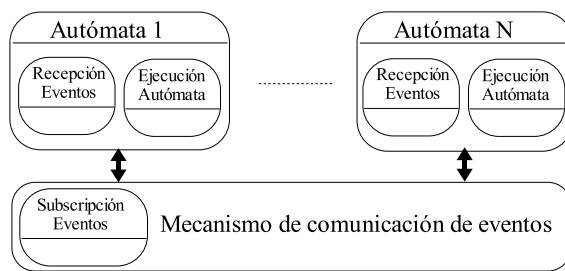 Autómata 1
Recepción
Eventos
Ejecución
Autómata
Autómata N
Recepción
Eventos
Ejecución
Autómata
Subscripción
Eventos
Mecanismo de comunicación de eventos